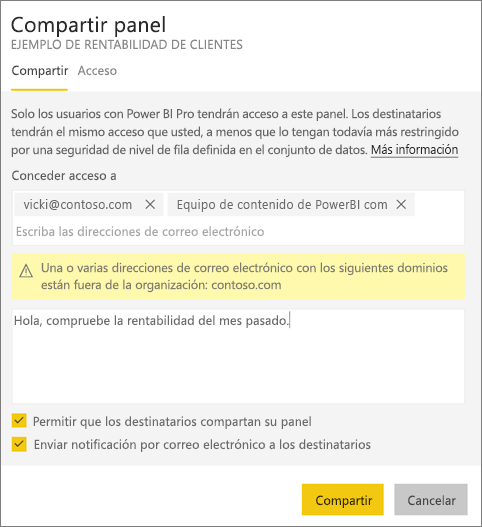 Compartir panel
EJEMPLO DE RENTABILIDAD DE CLIENTES
Compartir Acceso
Solo los usuarios con Power BI Pro tendrán acceso a este panel. Los destinatarios
tendrán el mismo acceso que usted, a menos que lo tengan todavía más restringido
por una seguridad de nivel de fila definida en el conjunto de datos. Más información
Conceder acceso a
vicki@contoso.com Equipo de contenido de PowerBI com
Escriba las direcciones de correo electrónico
Una o varias direcciones de correo electrónico con los siguientes dominios
están fuera de la organización: contoso.com
Hola, compruebe la rentabilidad del mes pasado.
Permitir que los destinatarios compartan su panel
Enviar notificación por correo electrónico a los destinatarios
Compartir Cancelar